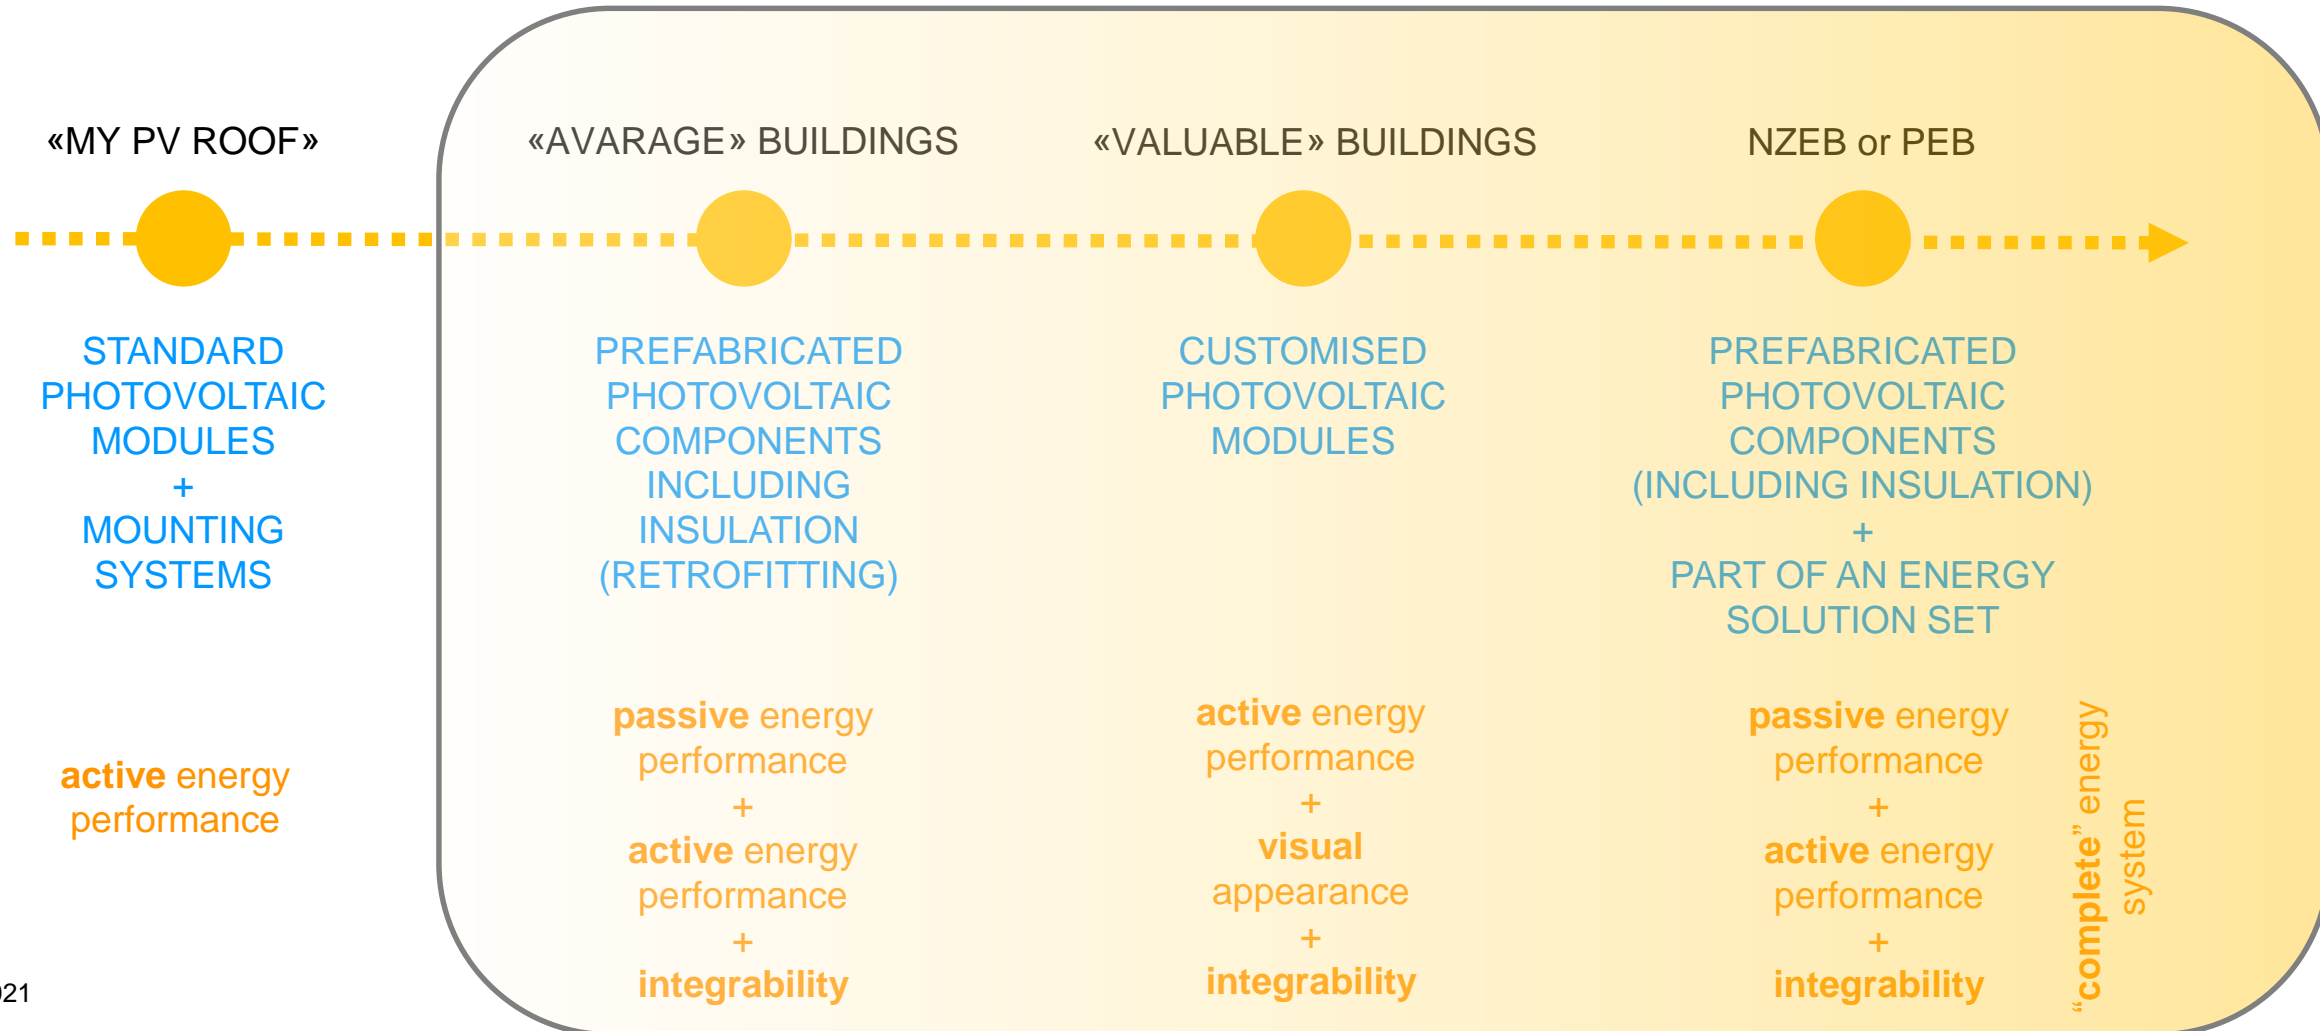 «MY PV ROOF»
«AVARAGE» BUILDINGS
«VALUABLE» BUILDINGS
NZEB or PEB
STANDARD
PHOTOVOLTAIC
MODULES
+
MOUNTING
SYSTEMS
PREFABRICATED
PHOTOVOLTAIC
COMPONENTS
INCLUDING
INSULATION
(RETROFITTING)
CUSTOMISED
PHOTOVOLTAIC
MODULES
PREFABRICATED
PHOTOVOLTAIC
COMPONENTS
(INCLUDING INSULATION)
+
PART OF AN ENERGY
SOLUTION SET
active energy
performance
passive energy
performance
+
active energy
performance
+
integrability
active energy
performance
+
visual
appearance
+
integrability
passive energy
performance
+
active energy
performance
+
integrability
“complete” energy
system